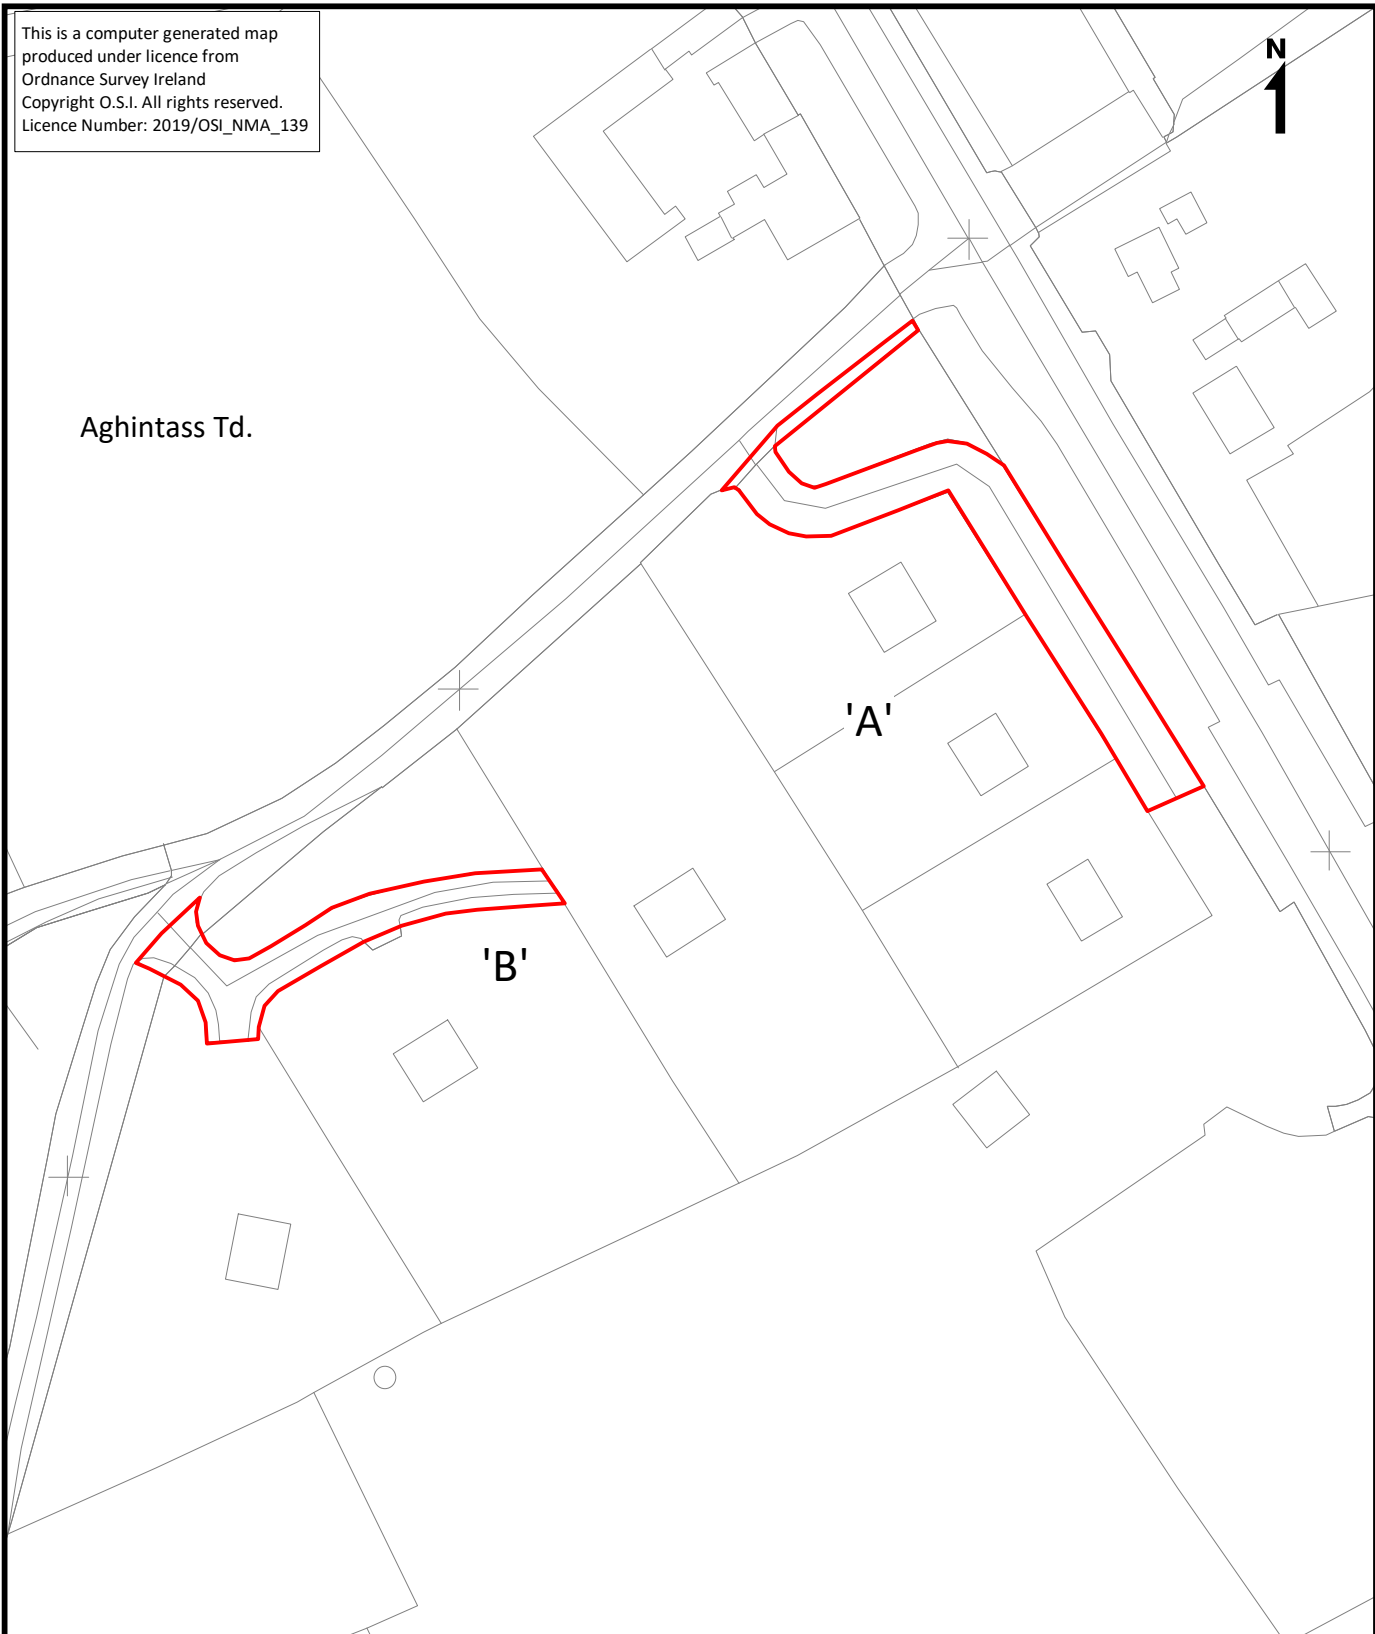 This is a computer generated map
produced under licence from
Ordnance Survey Ireland
Copyright O.S.I. All rights reserved.
Licence Number: 2019/OSI_NMA_139
N
Aghintass Td.
'A'
'B'